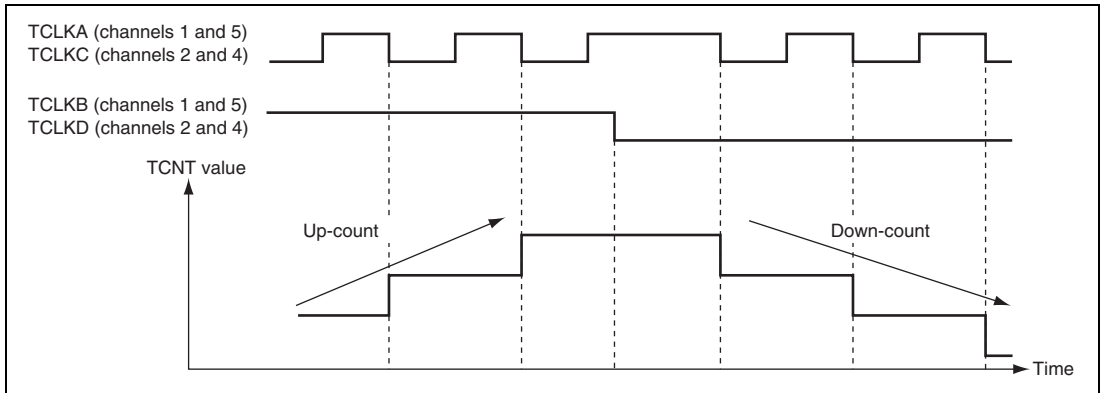 TCLKA (channels 1 and 5)
TCLKC (channels 2 and 4)
TCLKB (channels 1 and 5)
TCLKD (channels 2 and 4)
TCNT value
Up-count
Down-count
Time